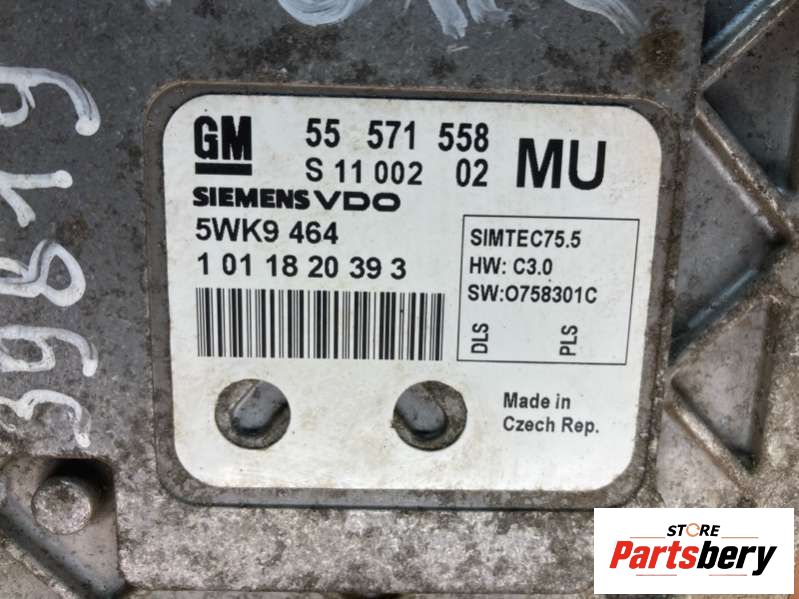 39819
GM
55 571 558
S 11 002 02
MU
SIEMENS VDO
5WK9 464
1 01 18 20 39 3
SIMTEC75.5
HW: C3.0
SW:O758301C
DLS
PLS
Made in
Czech Rep.
STORE
Partsbery